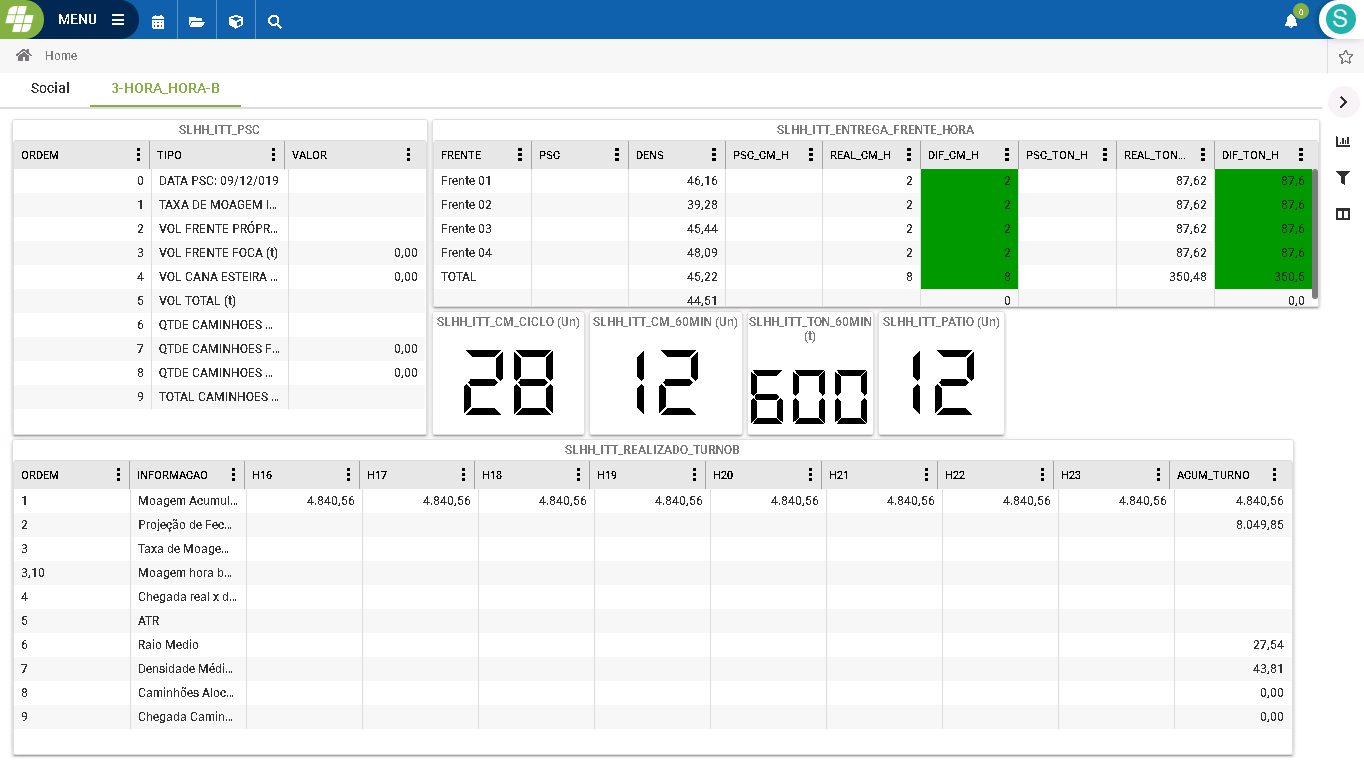 MENU
0
S
Home
Social 3-HORA_HORA-B
SLHH_ITT_PSC
ORDEM TIPO VALOR
0 DATA PSC: 09/12/019
1 TAXA DE MOAGEM I...
2 VOL FRENTE PRÓPR...
3 VOL FRENTE FOCA (t) 0,00
4 VOL CANA ESTEIRA ... 0,00
5 VOL TOTAL (t)
6 QTDE CAMINHOES ...
7 QTDE CAMINHOES F... 0,00
8 QTDE CAMINHOES ... 0,00
9 TOTAL CAMINHOES ...
SLHH_ITT_ENTREGA_FRENTE_HORA
FRENTE PSC DENS PSC_CM_H REAL_CM_H DIF_CM_H PSC_TON_H REAL_TON... DIF_TON_H
Frente 01 46,16 2 2 87,62 87,6
Frente 02 39,28 2 2 87,62 87,6
Frente 03 45,44 2 2 87,62 87,6
Frente 04 48,09 2 2 87,62 87,6
TOTAL 45,22 8 8 350,48 350,5
44,51 0 0,0
SLHH_ITT_CM_CICLO (Un)
28
SLHH_ITT_CM_60MIN (Un)
12
SLHH_ITT_TON_60MIN
(t)
600
SLHH_ITT_PATIO (Un)
12
SLHH_ITT_REALIZADO_TURNOB
ORDEM INFORMACAO H16 H17 H18 H19 H20 H21 H22 H23 ACUM_TURNO
1 Moagem Acumul... 4.840,56 4.840,56 4.840,56 4.840,56 4.840,56 4.840,56 4.840,56 4.840,56 4.840,56
2 Projeção de Fec... 8.049,85
3 Taxa de Moage...
3,10 Moagem hora b...
4 Chegada real x d...
5 ATR
6 Raio Medio 27,54
7 Densidade Médi... 43,81
8 Caminhões Aloc... 0,00
9 Chegada Camin... 0,00